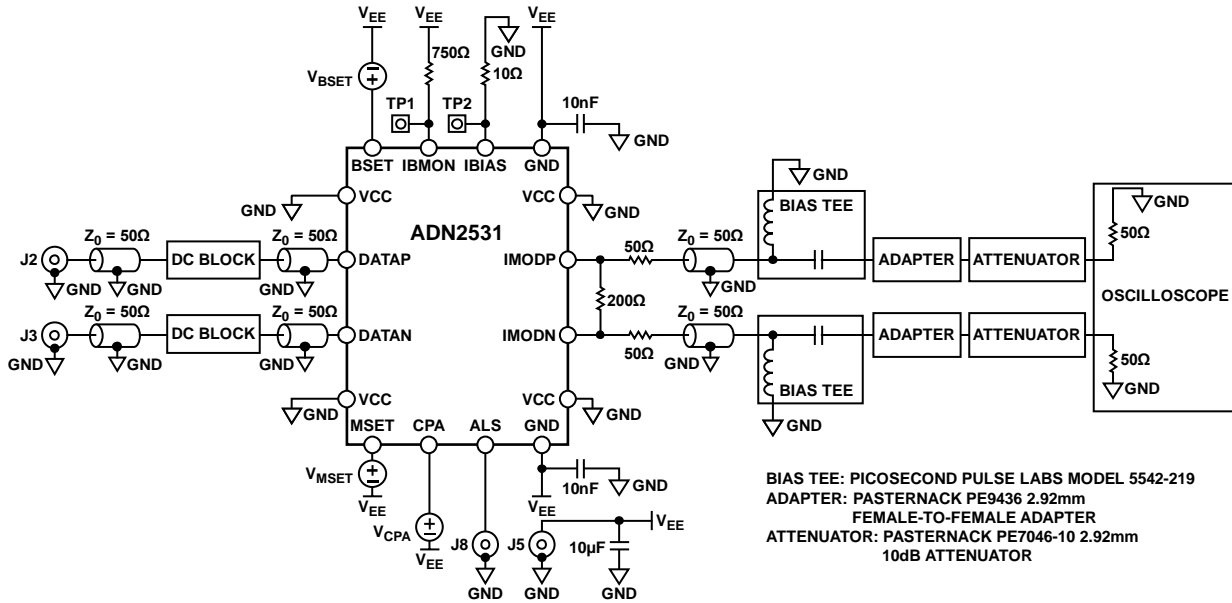 VEE VEE VEE
GND
750Ω 10Ω
VBSET
TP1 TP2 10nF
GND
BSET IBMON IBIAS GND
GND
VCC VCC
GND GND
BIAS TEE
ADN2531
50Ω
Z0 = 50Ω Z0 = 50Ω 50Ω Z0 = 50Ω
J2 DC BLOCK DATAP IMODP ADAPTER ATTENUATOR
GND GND GND GND
200Ω OSCILLOSCOPE
Z0 = 50Ω Z0 = 50Ω Z0 = 50Ω
J3 DC BLOCK DATAN IMODN ADAPTER ATTENUATOR
GND GND GND 50Ω GND
50Ω
BIAS TEE
GND
VCC VCC
GND GND
GND
MSET CPA ALS GND
VMSET 10nF GND
VEE VEE
VCPA
VEE
J8 J5 10µF VEE
GND GND GND
BIAS TEE: PICOSECOND PULSE LABS MODEL 5542-219
ADAPTER: PASTERNACK PE9436 2.92mm
FEMALE-TO-FEMALE ADAPTER
ATTENUATOR: PASTERNACK PE7046-10 2.92mm
10dB ATTENUATOR